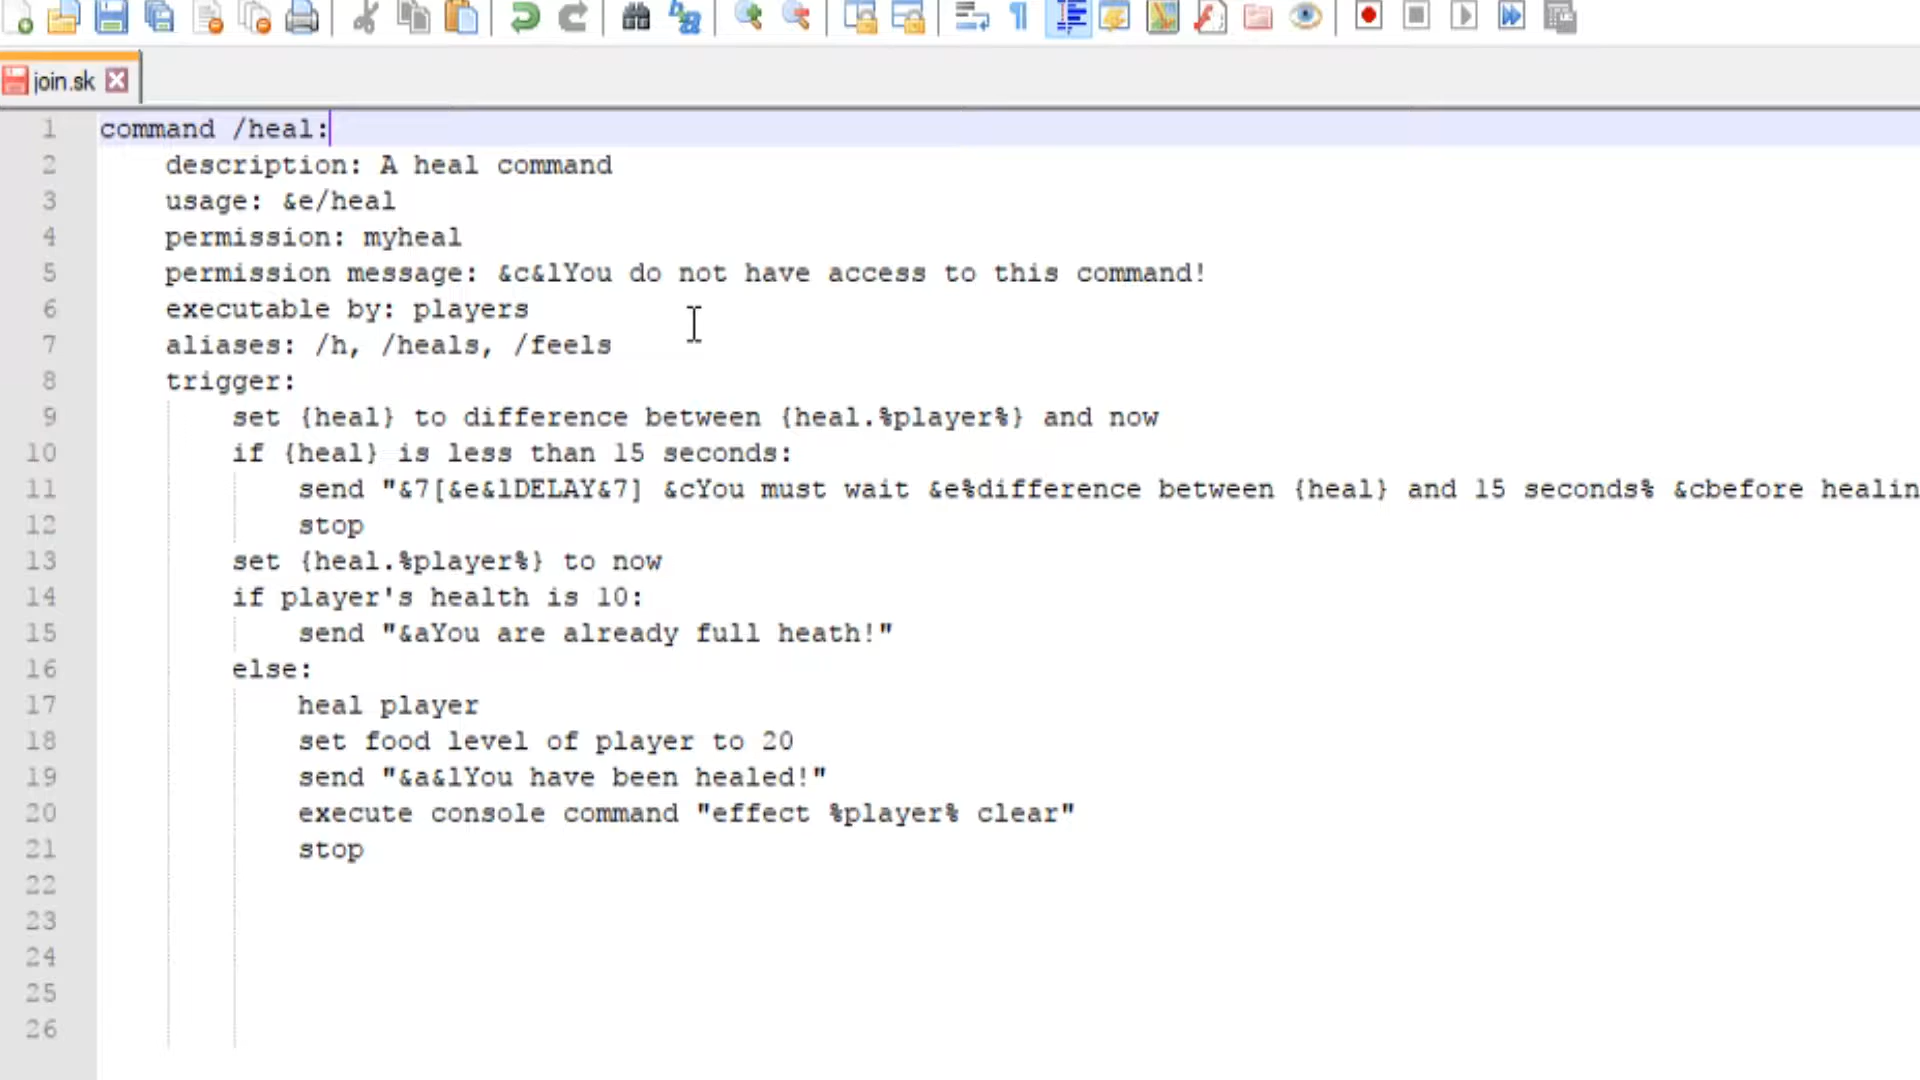 join.sk
1 command /heal:
2 description: A heal command
3 usage: &e/heal
4 permission: myheal
5 permission message: &c&lYou do not have access to this command!
6 executable by: players
7 aliases: /h, /heals, /feels
8 trigger:
9 set {heal} to difference between {heal.%player%} and now
10 if {heal} is less than 15 seconds:
11 send "&7[&e&lDELAY&7] &cYou must wait &e%difference between {heal} and 15 seconds% &cbefore healin
12 stop
13 set {heal.%player%} to now
14 if player's health is 10:
15 send "&aYou are already full heath!"
16 else:
17 heal player
18 set food level of player to 20
19 send "&a&lYou have been healed!"
20 execute console command "effect %player% clear"
21 stop
22
23
24
25
26